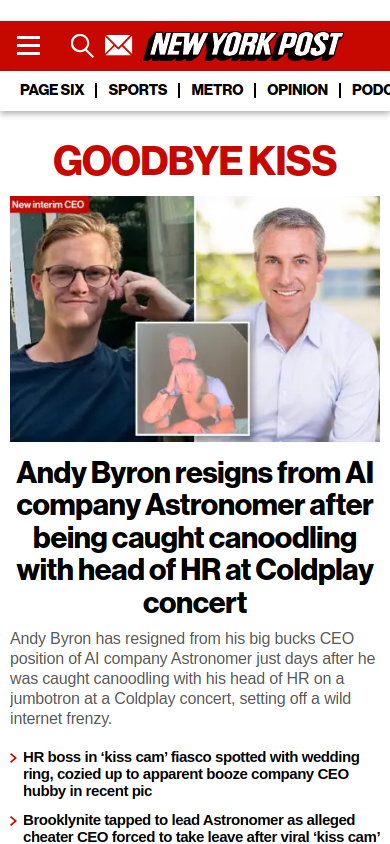 NEW YORK POST
PAGE SIX | SPORTS | METRO | OPINION | PODC
GOODBYE KISS
New interim CEO
Andy Byron resigns from AI
company Astronomer after
being caught canoodling
with head of HR at Coldplay
concert
Andy Byron has resigned from his big bucks CEO
position of AI company Astronomer just days after he
was caught canoodling with his head of HR on a
jumbotron at a Coldplay concert, setting off a wild
internet frenzy.
HR boss in ‘kiss cam’ fiasco spotted with wedding
ring, cozied up to apparent booze company CEO
hubby in recent pic
Brooklynite tapped to lead Astronomer as alleged
cheater CEO forced to take leave after viral ‘kiss cam’